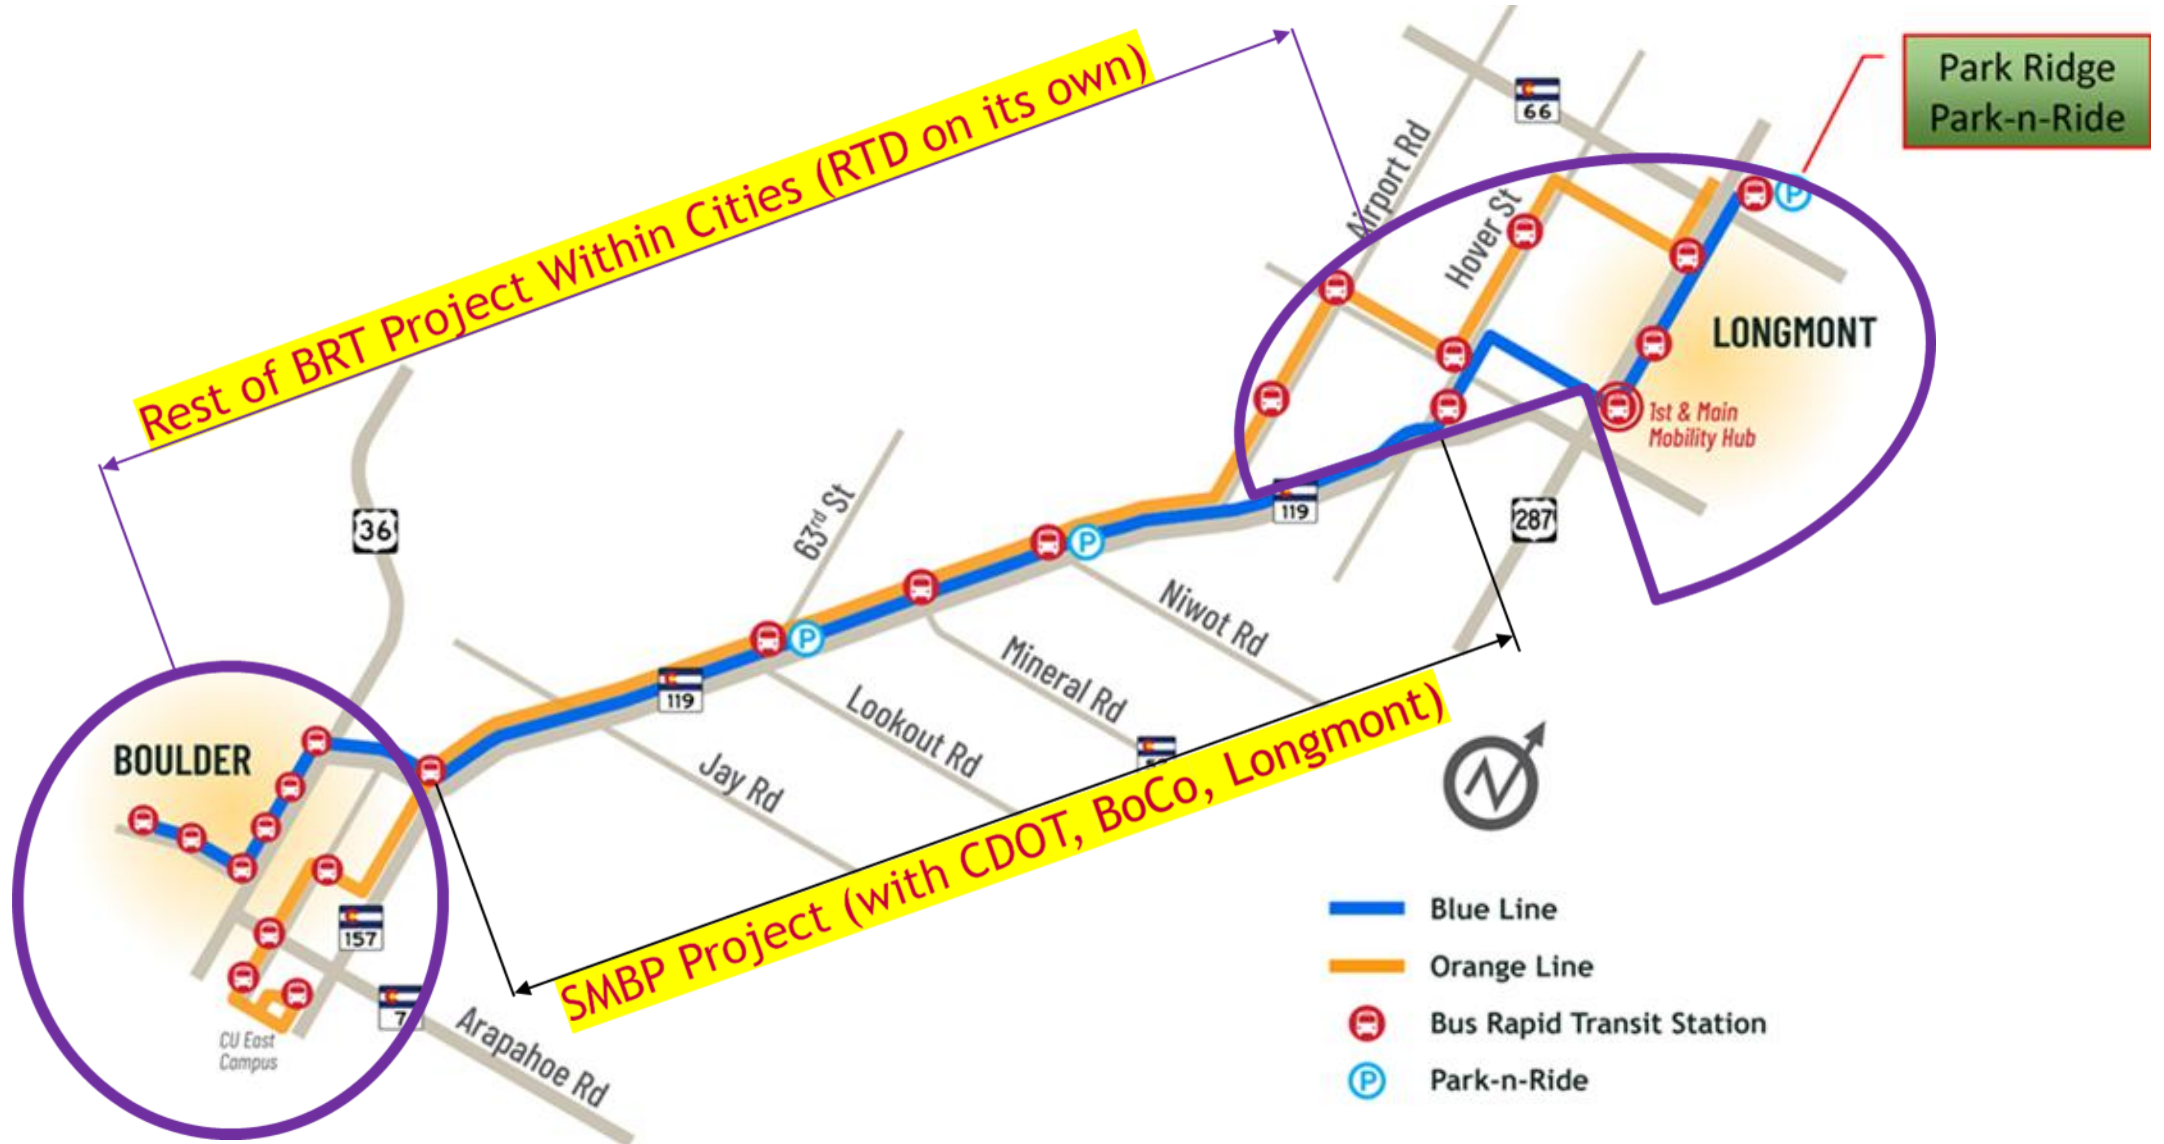 Rest of BRT Project Within Cities (RTD on its own)
Park Ridge
Park-n-Ride
66
Airport Rd
Hover St
LONGMONT
1st & Main
Mobility Hub
36
63rd St
119
287
Niwot Rd
Mineral Rd
119
Lookout Rd
Jay Rd
BOULDER
SMBP Project (with CDOT, BoCo, Longmont)
N
157
7
CU East
Campus
Arapahoe Rd
Blue Line
Orange Line
Bus Rapid Transit Station
P Park-n-Ride
P
P
P